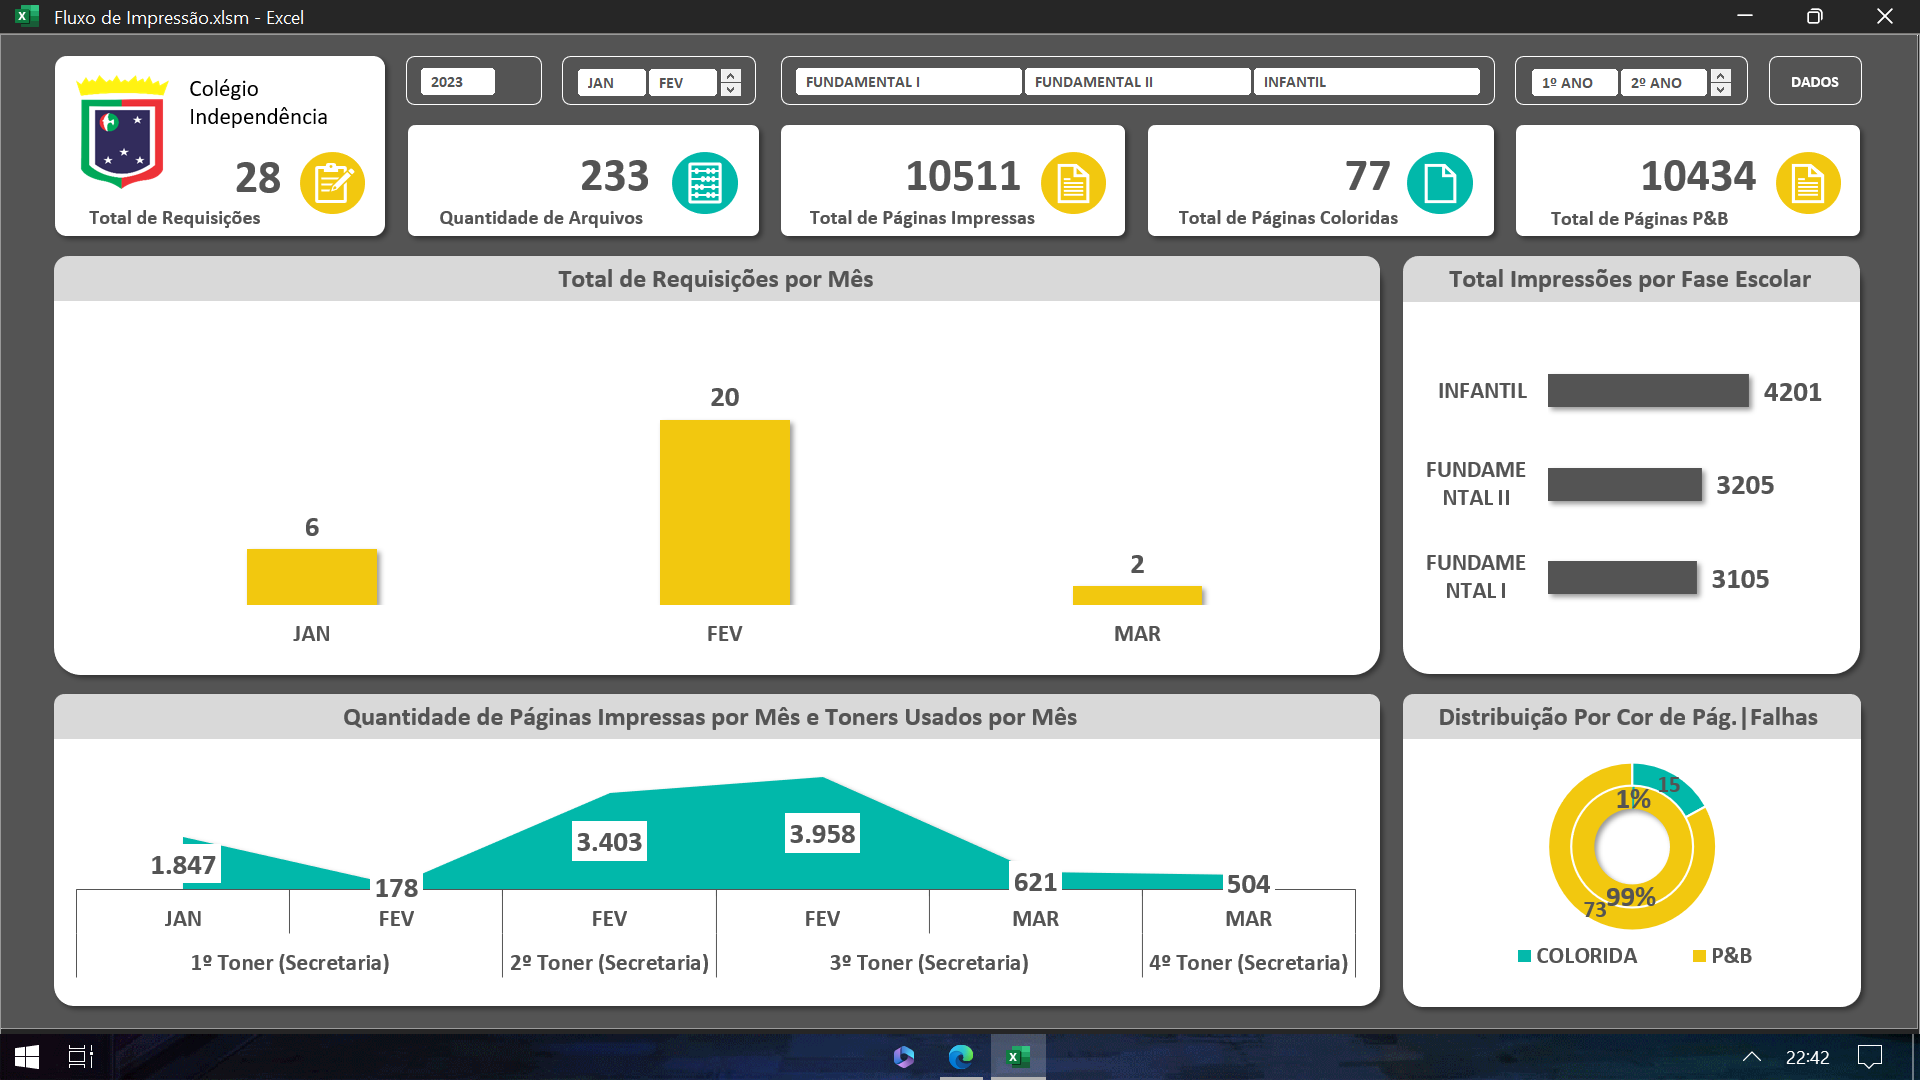 Fluxo de Impressão.xlsm - Excel
Colégio
Independência
28
Total de Requisições
2023
JAN FEV
FUNDAMENTAL I FUNDAMENTAL II INFANTIL
1º ANO 2º ANO
DADOS
233
Quantidade de Arquivos
10511
Total de Páginas Impressas
77
Total de Páginas Coloridas
10434
Total de Páginas P&B
Total de Requisições por Mês
20
6
2
JAN FEV MAR
Total Impressões por Fase Escolar
INFANTIL 4201
FUNDAME
NTAL II
3205
FUNDAME
NTAL I
3105
Quantidade de Páginas Impressas por Mês e Toners Usados por Mês
1.847 178 3.403 3.958 621 504
JAN FEV FEV FEV MAR MAR
1º Toner (Secretaria) 2º Toner (Secretaria) 3º Toner (Secretaria) 4º Toner (Secretaria)
Distribuição Por Cor de Pág.|Falhas
15
1%
99%
73
COLORIDA P&B
22:42